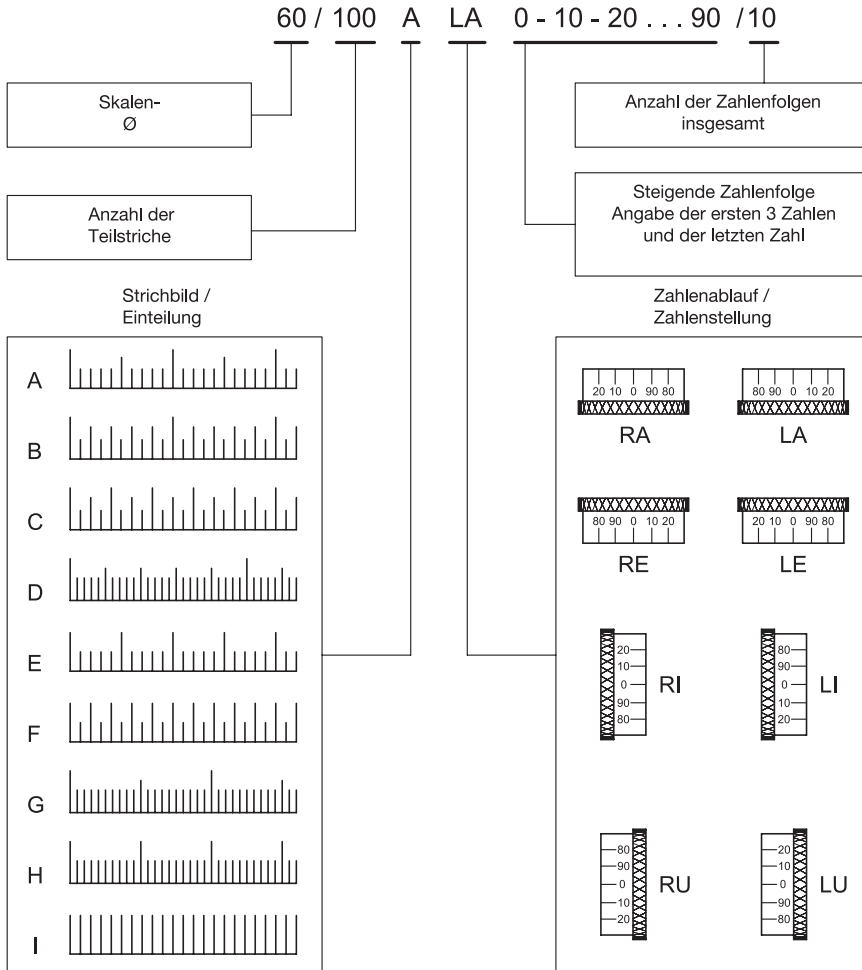 60 / 100 A LA 0 - 10 - 20 . . . 90 / 10
Skalen-
Ø
Anzahl der Zahlenfolgen
insgesamt
Anzahl der
Teilstriche
Steigende Zahlenfolge
Angabe der ersten 3 Zahlen
und der letzten Zahl
Strichbild /
Einteilung
A
B
C
D
E
F
G
H
I
Zahlenablauf /
Zahlenstellung
20 10 0 90 80
RA
80 90 0 10 20
LA
80 90 0 10 20
RE
20 10 0 90 80
LE
20
10
0
90
80
RI
80
90
0
10
20
LI
80
90
0
10
20
RU
20
10
0
90
80
LU